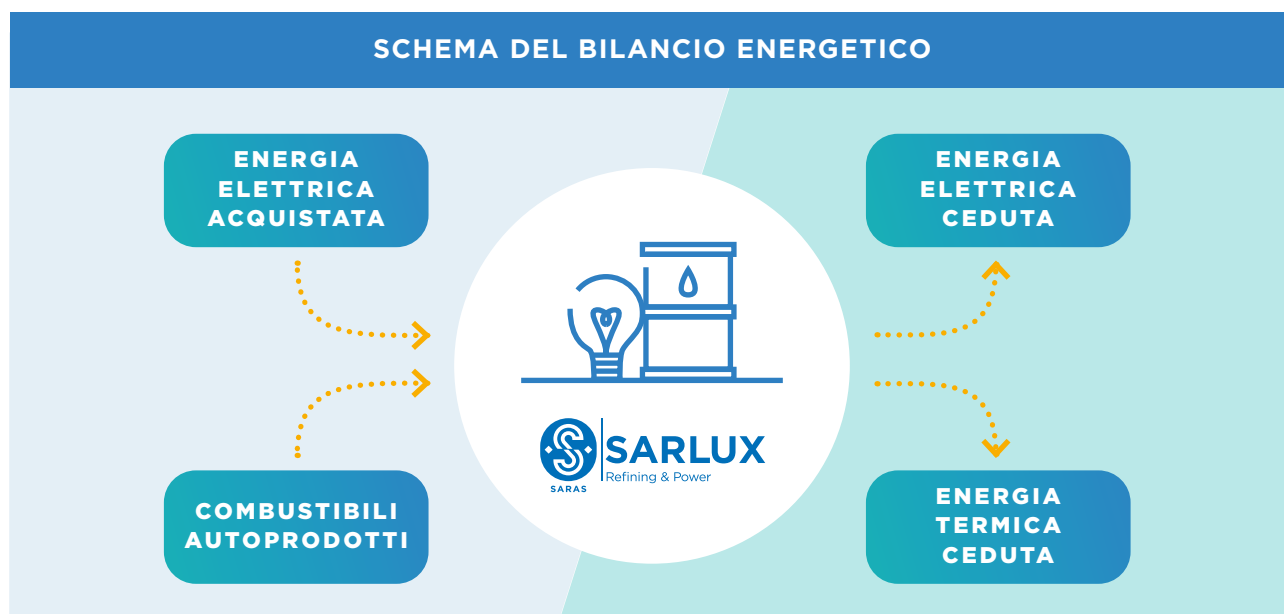 SCHEMA DEL BILANCIO ENERGETICO
ENERGIA
ELETTRICA
ACQUISTATA
COMBUSTIBILI
AUTOPRODOTTI
SARAS
SARLUX
Refining & Power
ENERGIA
ELETTRICA
CEDUTA
ENERGIA
TERMICA
CEDUTA